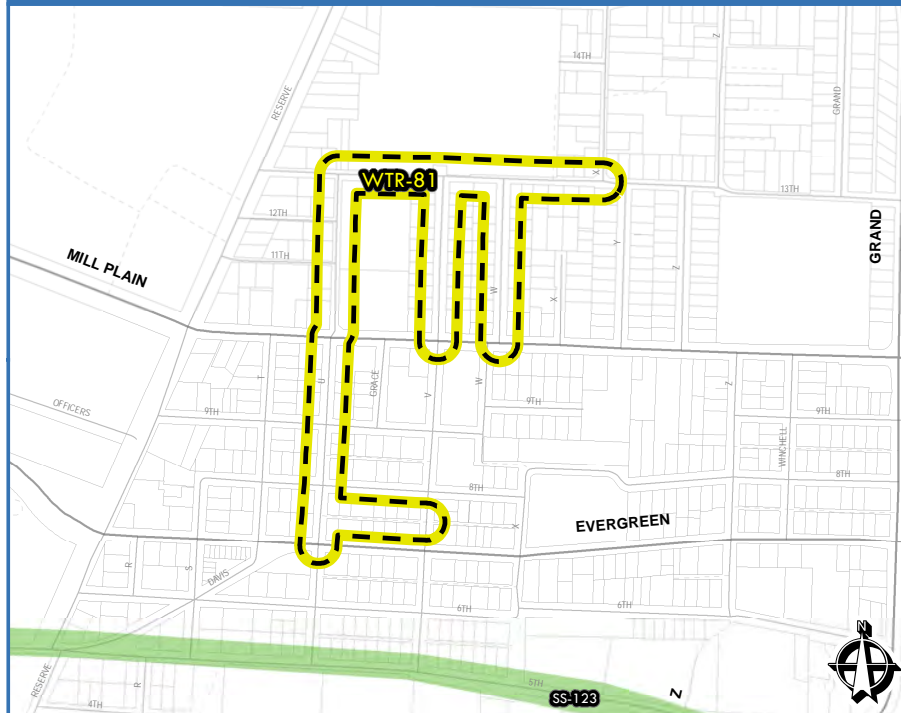 14TH
Z
RESERVE
GRAND
X
WTR-81
13TH
12TH
GRAND
11TH
Y
MILL PLAIN
Z
W
X
T
U
GRACE
Z
V
W
OFFICERS
9TH
9TH
9TH
WINCHELL
8TH
8TH
X
EVERGREEN
R
S
DAVIS
6TH
6TH
N
RESERVE
R
5TH
Z
SS-123
4TH